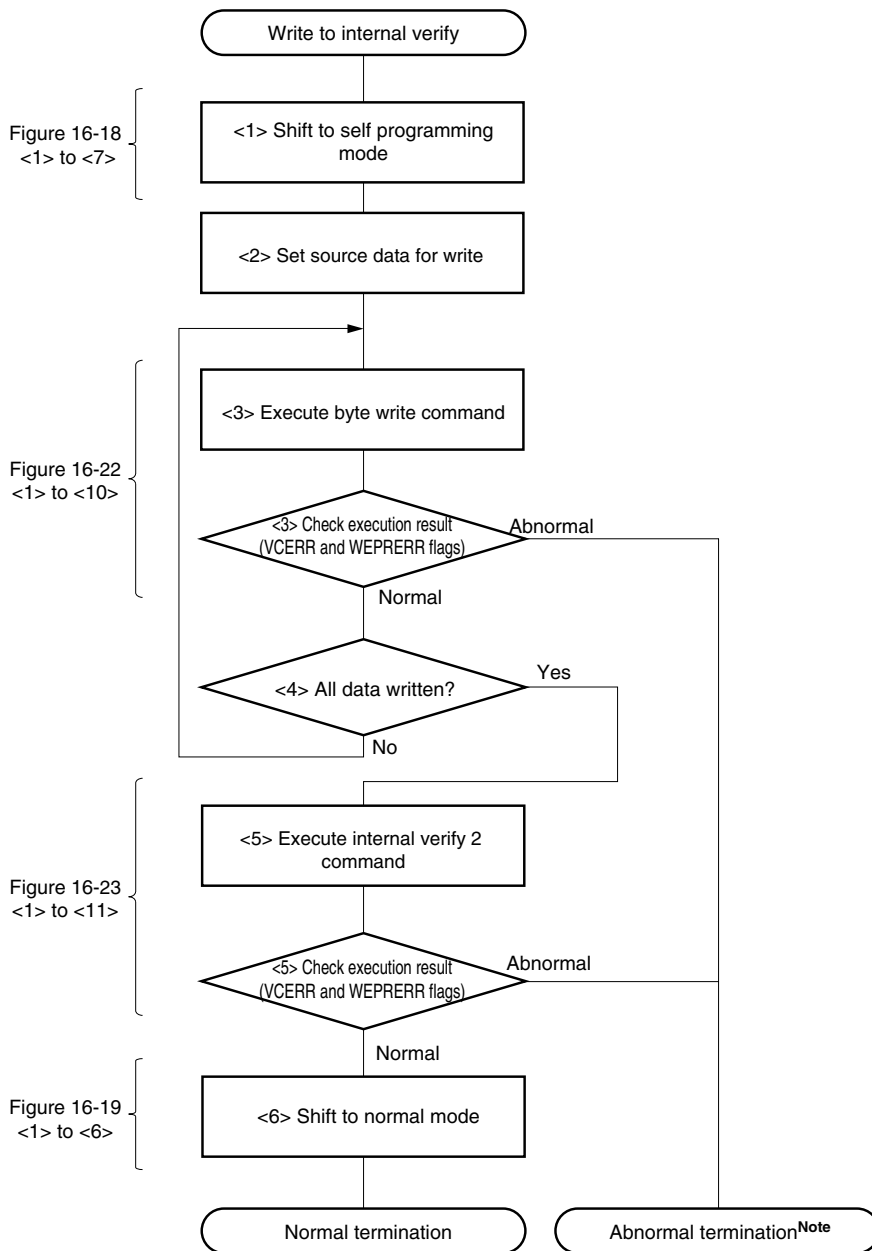 Write to internal verify
Figure 16-18
<1> to <7>
<1> Shift to self programming
mode
<2> Set source data for write
Figure 16-22
<1> to <10>
<3> Execute byte write command
<3> Check execution result
(VCERR and WEPRERR flags)
Abnormal
Normal
<4> All data written?
Yes
No
Figure 16-23
<1> to <11>
<5> Execute internal verify 2
command
<5> Check execution result
(VCERR and WEPRERR flags)
Abnormal
Normal
Figure 16-19
<1> to <6>
<6> Shift to normal mode
Normal termination
Abnormal terminationNote